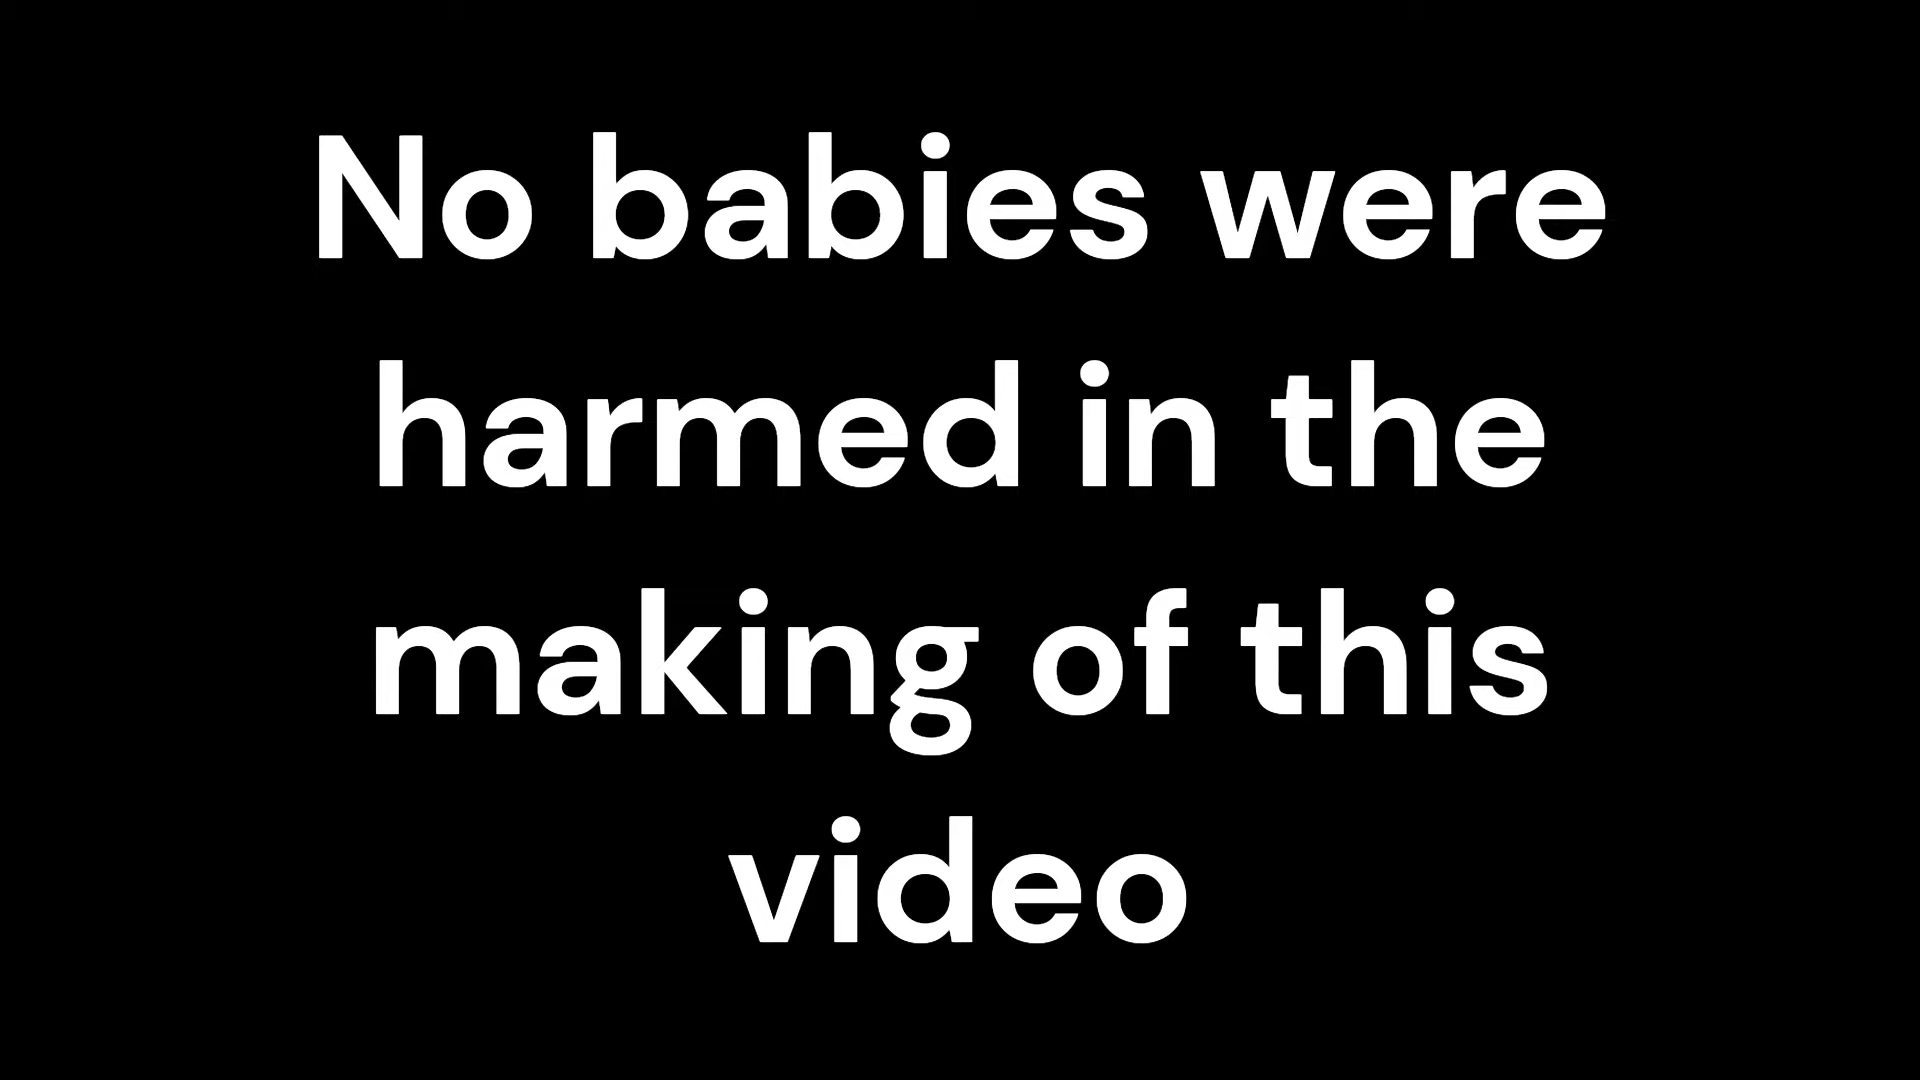 No babies were
harmed in the
making of this
video